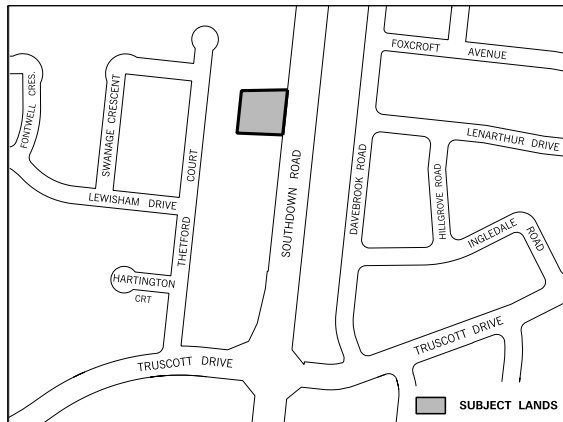 FOXCROFT AVENUE
FONTWELL CRES.
SWANAGE CRESCENT
LENARTHUR DRIVE
THETFORD COURT
SOUTHDOWN ROAD
DAVEBROOK ROAD
HILLGROVE ROAD
LEWISHAM DRIVE
INGLEDALE ROAD
HARTINGTON
CRT
TRUSCOTT DRIVE
TRUSCOTT DRIVE
SUBJECT LANDS